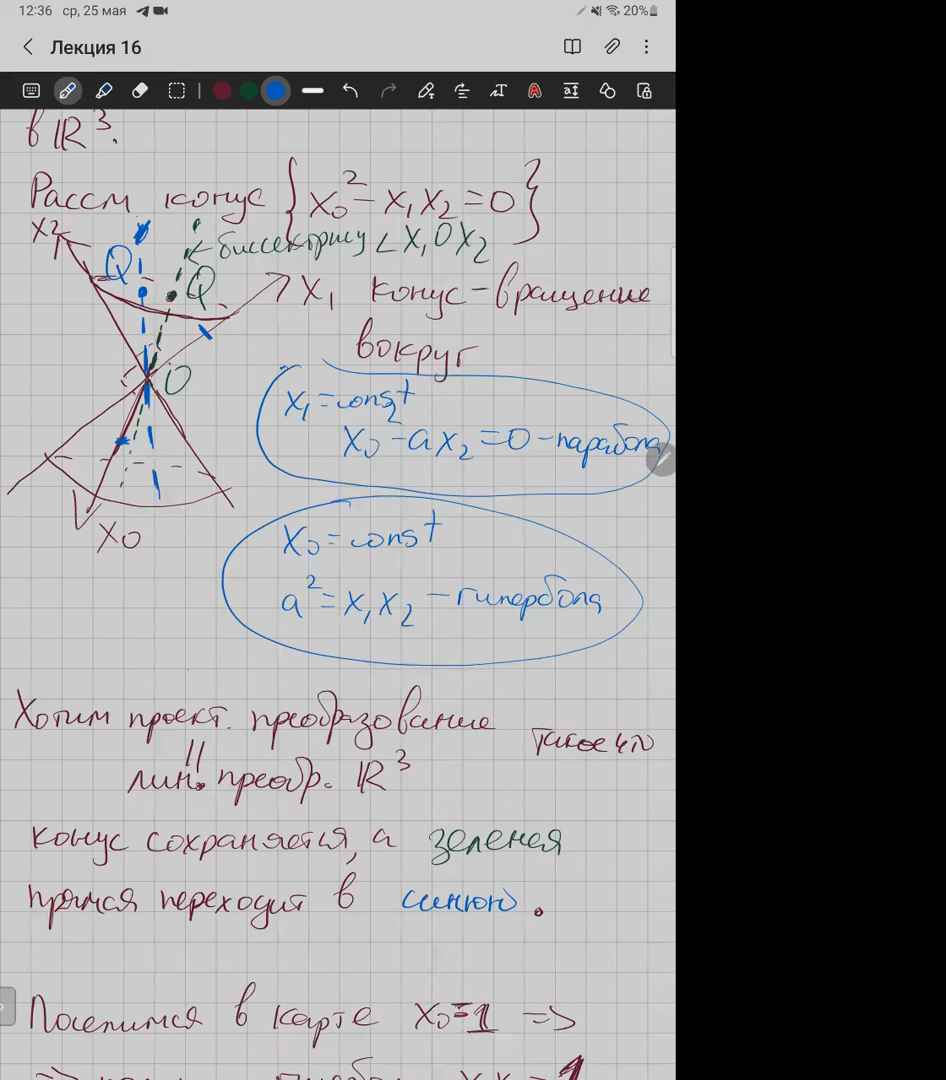 12:36 ср, 25 мая 20%
Лекция 16
в ℝ³.
Рассм конус {x₀² - x₁x₂ = 0}
x₂
Q
Q
биссектрису ∠x₁Ox₂
x₁
конус - вращение
вокруг
O
x₁ = const
x₀² - ax₂ = 0 - парабола
x₀
x₀ = const
a² = x₁x₂ - гипербола
Хотим проект. преобразование такое что
||
лин. преобр. ℝ³
конус сохраняется, а зеленая
прямая переходит в синюю.
Поселимся в карте x₀=1 =>